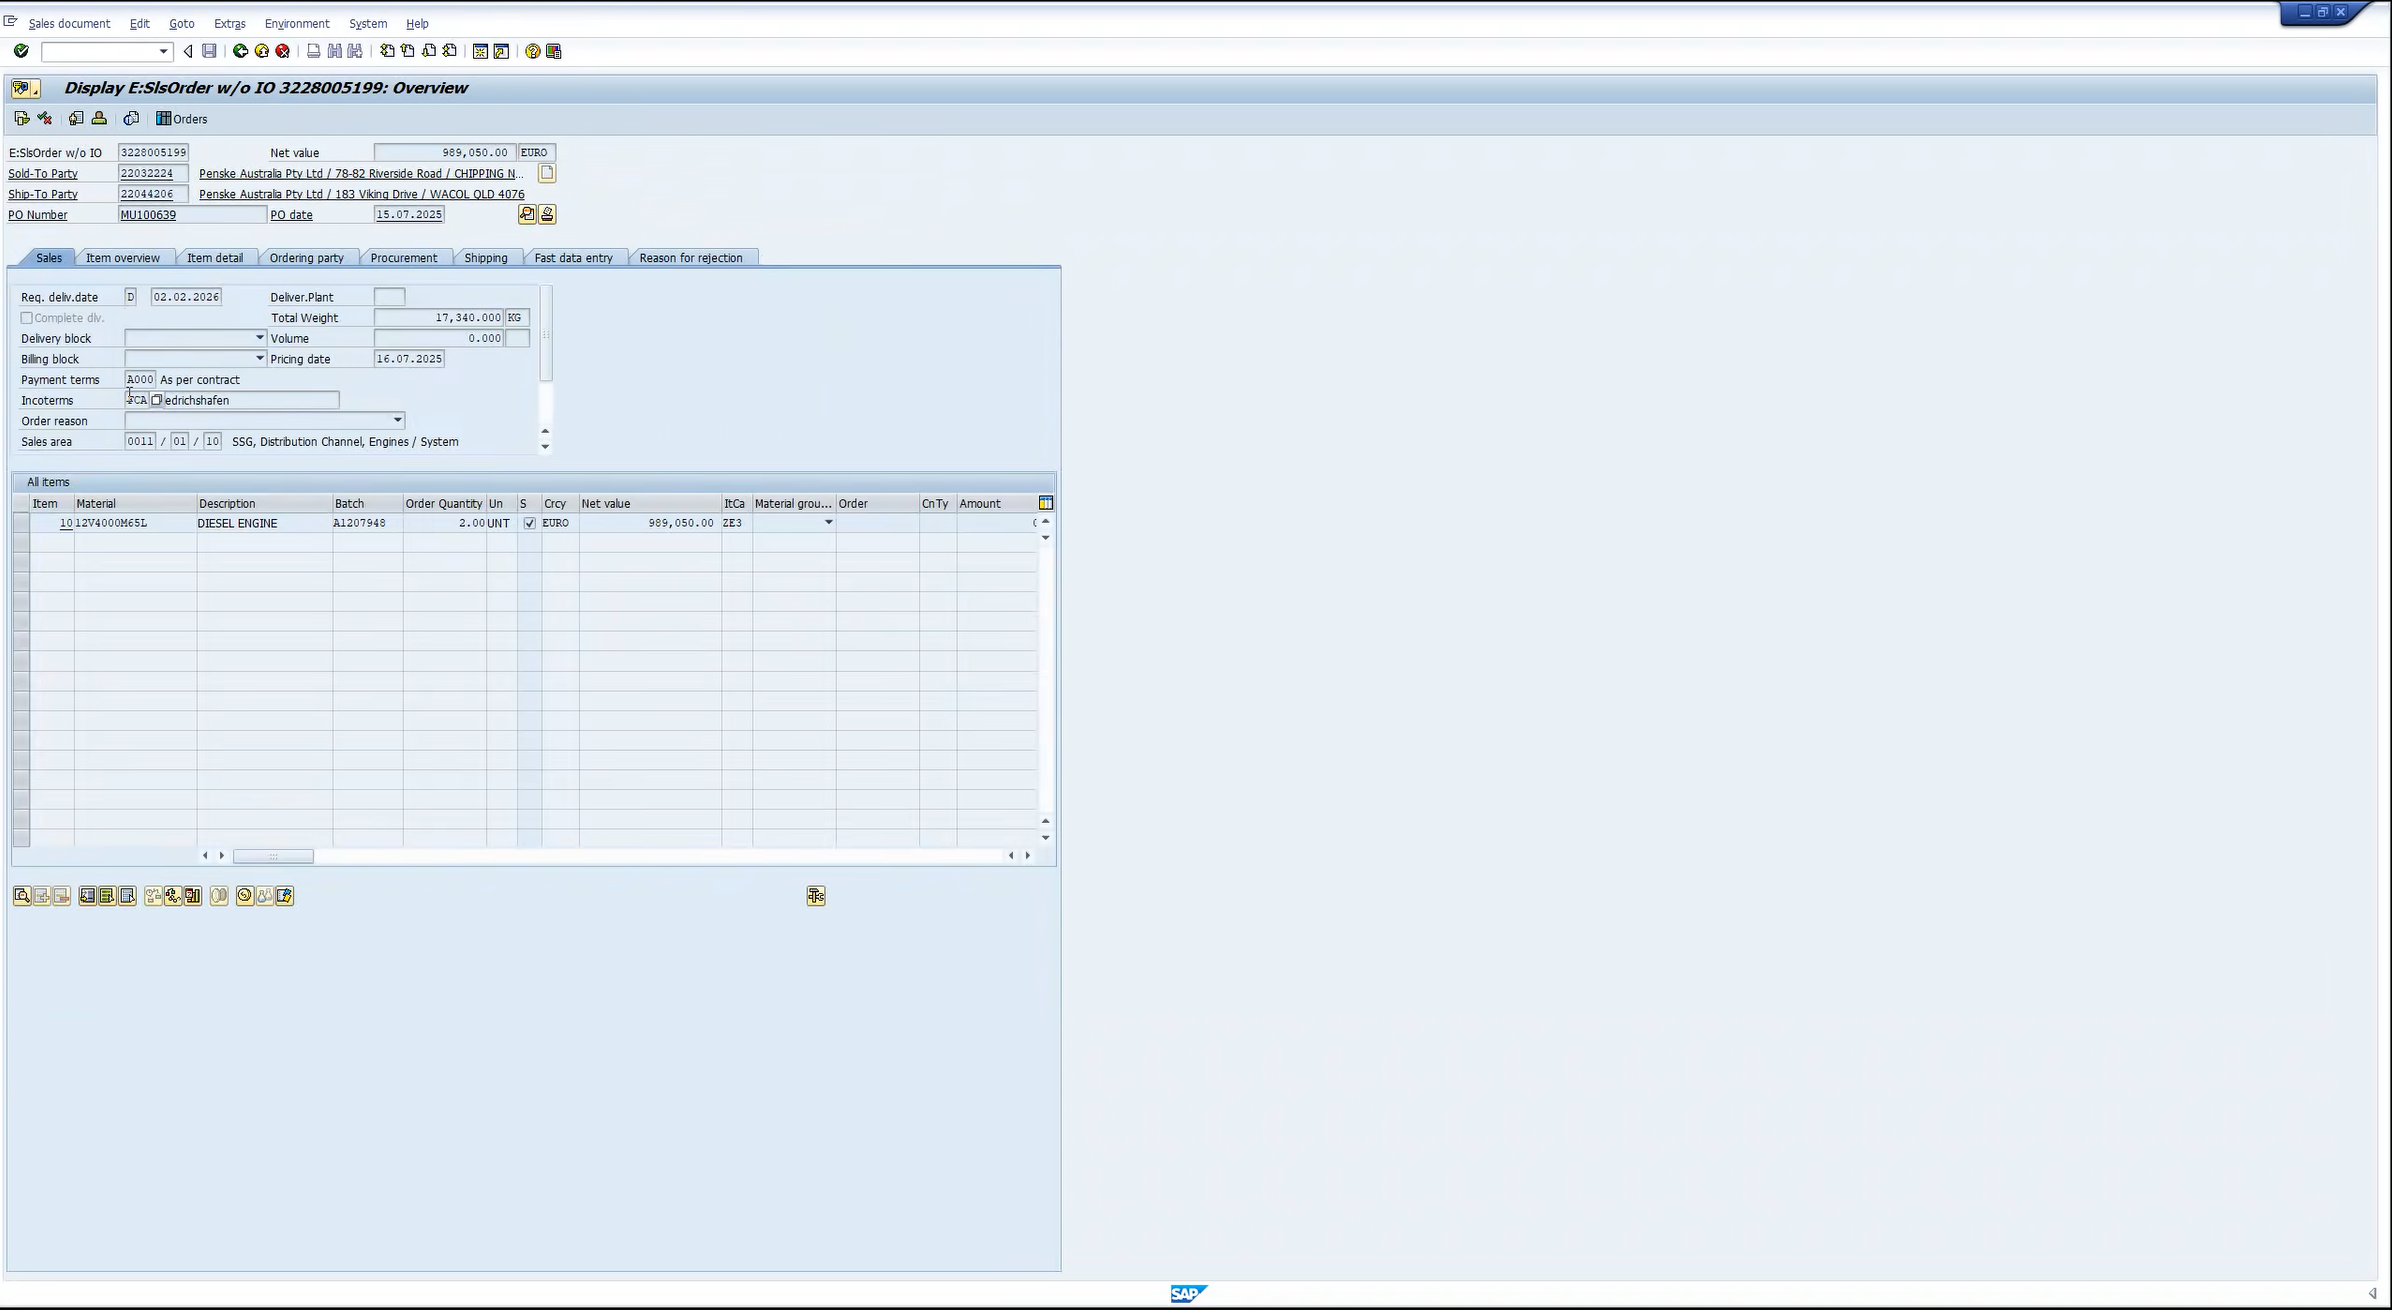 Sales document Edit Goto Extras Environment System Help
Display E:SlsOrder w/o IO 3228005199: Overview
Orders
E:SlsOrder w/o IO 3228005199 Net value 989,050.00 EURO
Sold-To Party 22032224 Penske Australia Pty Ltd / 78-82 Riverside Road / CHIPPING N...
Ship-To Party 22044206 Penske Australia Pty Ltd / 183 Viking Drive / WACOL QLD 4076
PO Number MU100639 PO date 15.07.2025
Sales Item overview Item detail Ordering party Procurement Shipping Fast data entry Reason for rejection
Req. deliv.date D 02.02.2026 Deliver.Plant
Complete dlv. Total Weight 17,340.000 KG
Delivery block Volume 0.000
Billing block Pricing date 16.07.2025
Payment terms A000 As per contract
Incoterms FCA edrichshafen
Order reason
Sales area 0011 / 01 / 10 SSG, Distribution Channel, Engines / System
All items
Item Material Description Batch Order Quantity Un S Crcy Net value ItCa Material grou... Order CnTy Amount
10 12V4000M65L DIESEL ENGINE A1207948 2.00 UNT EURO 989,050.00 ZE3
SAP